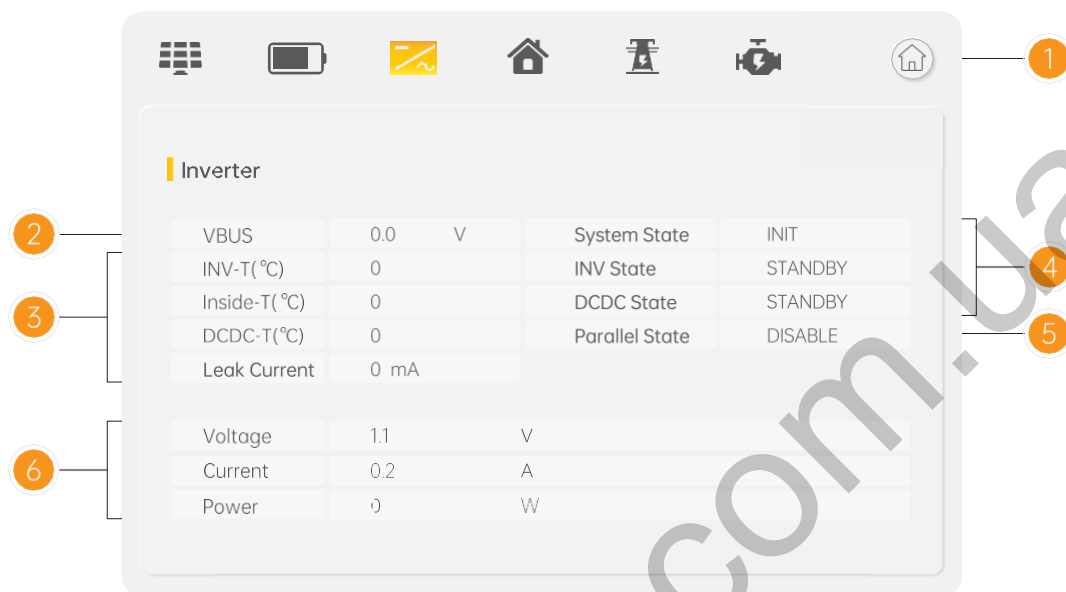 1
Inverter
2 VBUS 0.0 V System State INIT
INV-T(℃) 0 INV State STANDBY 4
3 Inside-T(℃) 0 DCDC State STANDBY
DCDC-T(℃) 0 Parallel State DISABLE 5
Leak Current 0 mA
Voltage 1.1 V
6 Current 0.2 A
Power 0 W
com.ua